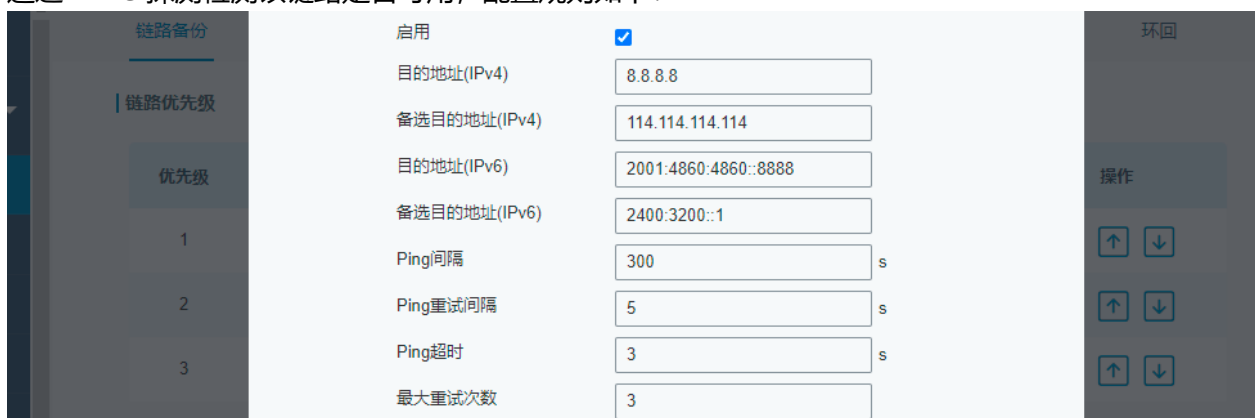 链路备份 启用 环回
目的地址(IPv4) 8.8.8.8
链路优先级
备选目的地址(IPv4) 114.114.114.114
优先级 目的地址(IPv6) 2001:4860:4860::8888 操作
备选目的地址(IPv6) 2400:3200::1
1
Ping间隔 300 s
2 Ping重试间隔 5 s
Ping超时 3 s
3
最大重试次数 3